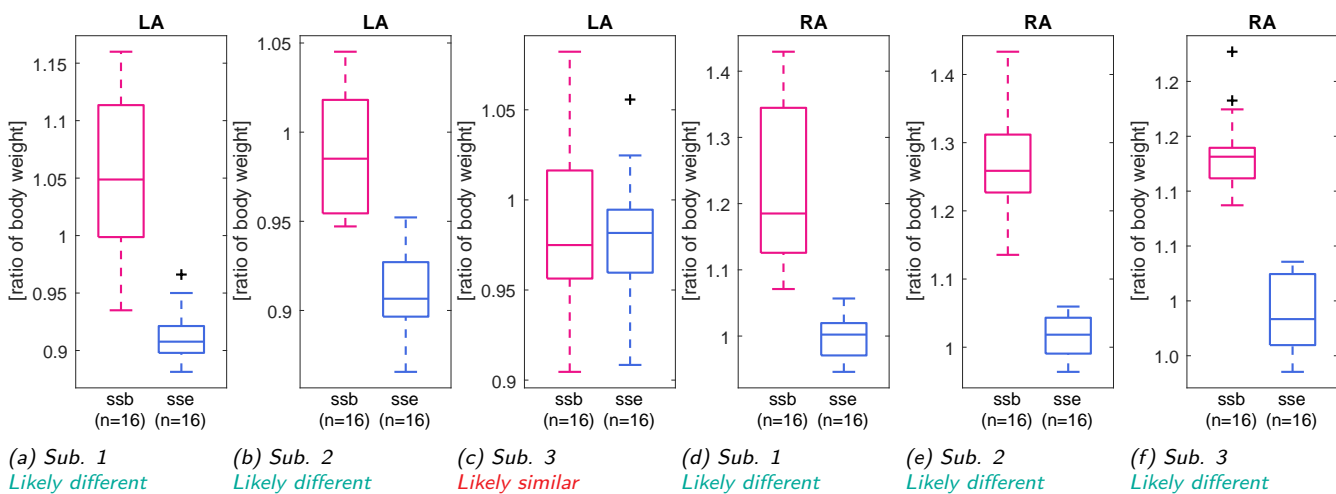 LA
LA
LA
RA
RA
RA
[ratio of body weight]
1.15
1.1
1.05
1
0.95
0.9
ssb
(n=16)
sse
(n=16)
[ratio of body weight]
1.05
1
0.95
0.9
ssb
(n=16)
sse
(n=16)
[ratio of body weight]
1.05
1
0.95
0.9
ssb
(n=16)
sse
(n=16)
[ratio of body weight]
1.4
1.3
1.2
1.1
1
ssb
(n=16)
sse
(n=16)
[ratio of body weight]
1.4
1.3
1.2
1.1
1
ssb
(n=16)
sse
(n=16)
[ratio of body weight]
1.2
1.2
1.1
1.1
1
1.0
ssb
(n=16)
sse
(n=16)
(a) Sub. 1
Likely different
(b) Sub. 2
Likely different
(c) Sub. 3
Likely similar
(d) Sub. 1
Likely different
(e) Sub. 2
Likely different
(f) Sub. 3
Likely different